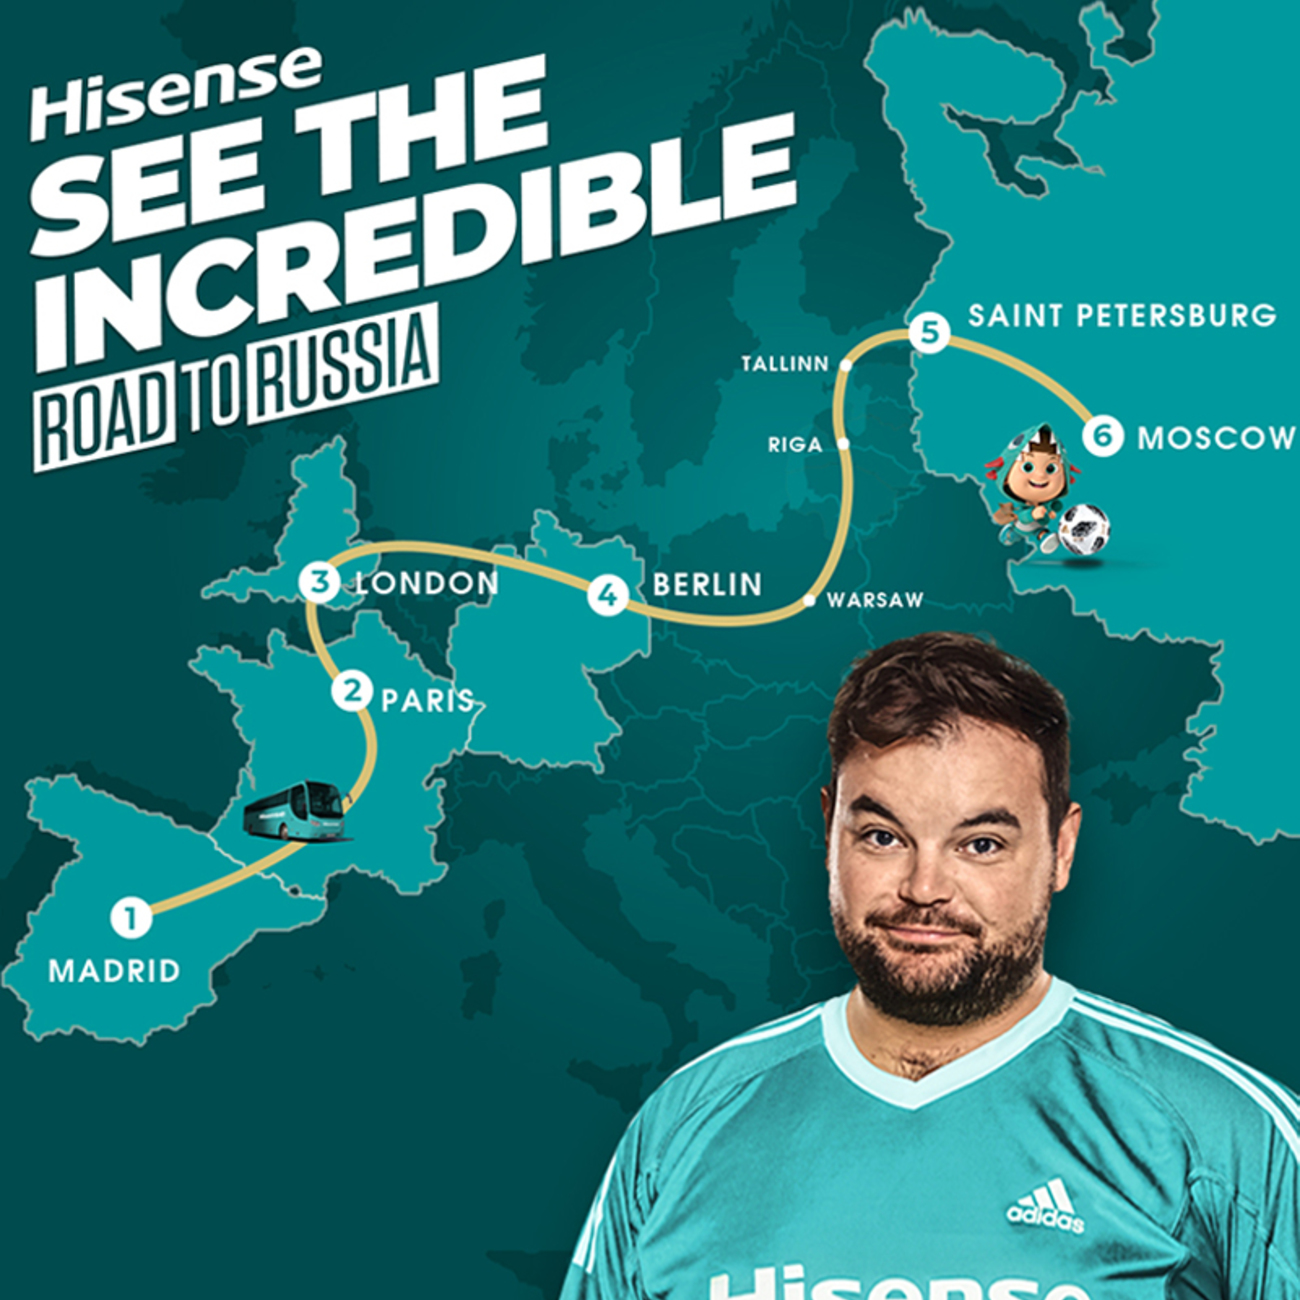 Hisense
SEE THE
INCREDIBLE
ROAD TO RUSSIA
5 SAINT PETERSBURG
TALLINN
RIGA
6 MOSCOW
3 LONDON
4 BERLIN
WARSAW
2 PARIS
1
MADRID
adidas
Hisense